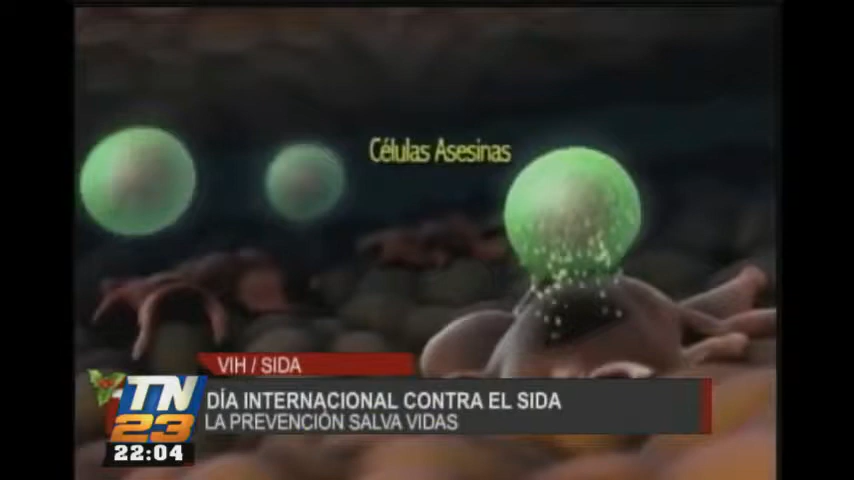 Células Asesinas
VIH / SIDA
DÍA INTERNACIONAL CONTRA EL SIDA
LA PREVENCIÓN SALVA VIDAS
TN
23
22:04